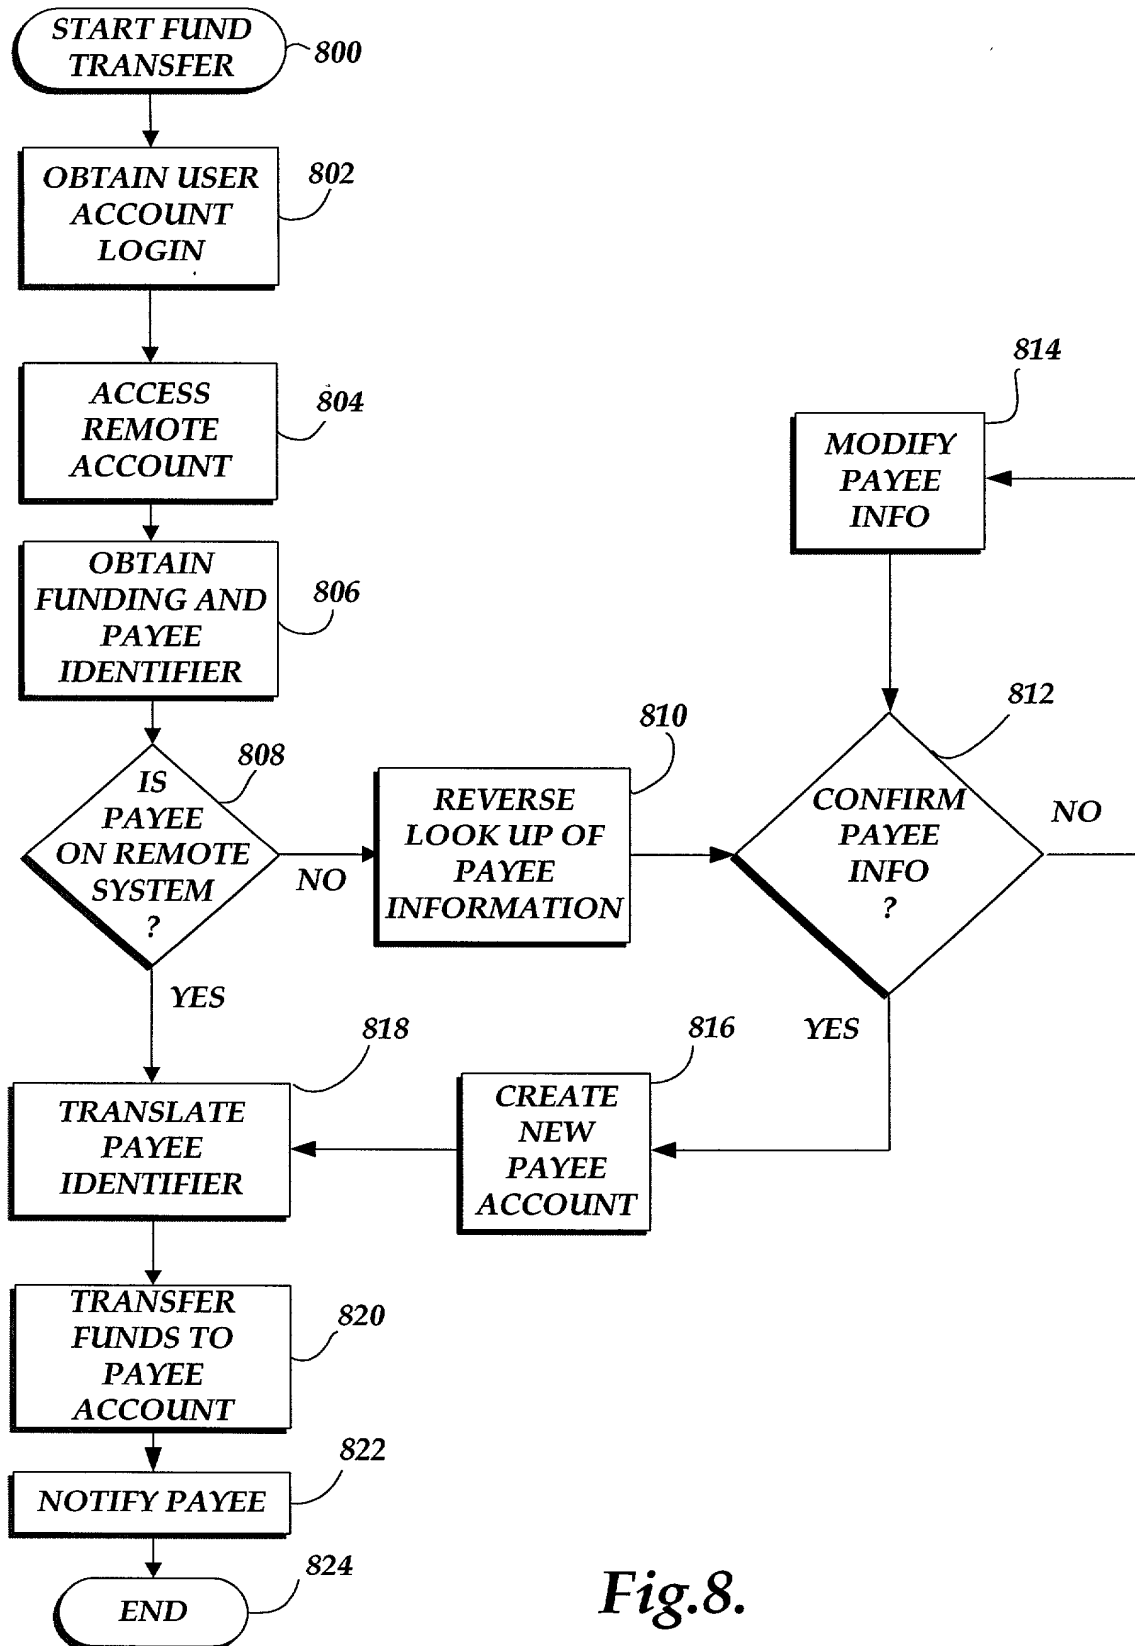 START FUND
TRANSFER
800
OBTAIN USER
ACCOUNT
LOGIN
802
ACCESS
REMOTE
ACCOUNT
804
OBTAIN
FUNDING AND
PAYEE
IDENTIFIER
806
IS
PAYEE
ON REMOTE
SYSTEM
?
808
NO
YES
REVERSE
LOOK UP OF
PAYEE
INFORMATION
810
CONFIRM
PAYEE
INFO
?
812
NO
YES
MODIFY
PAYEE
INFO
814
CREATE
NEW
PAYEE
ACCOUNT
816
TRANSLATE
PAYEE
IDENTIFIER
818
TRANSFER
FUNDS TO
PAYEE
ACCOUNT
820
NOTIFY PAYEE
822
END
824
Fig.8.